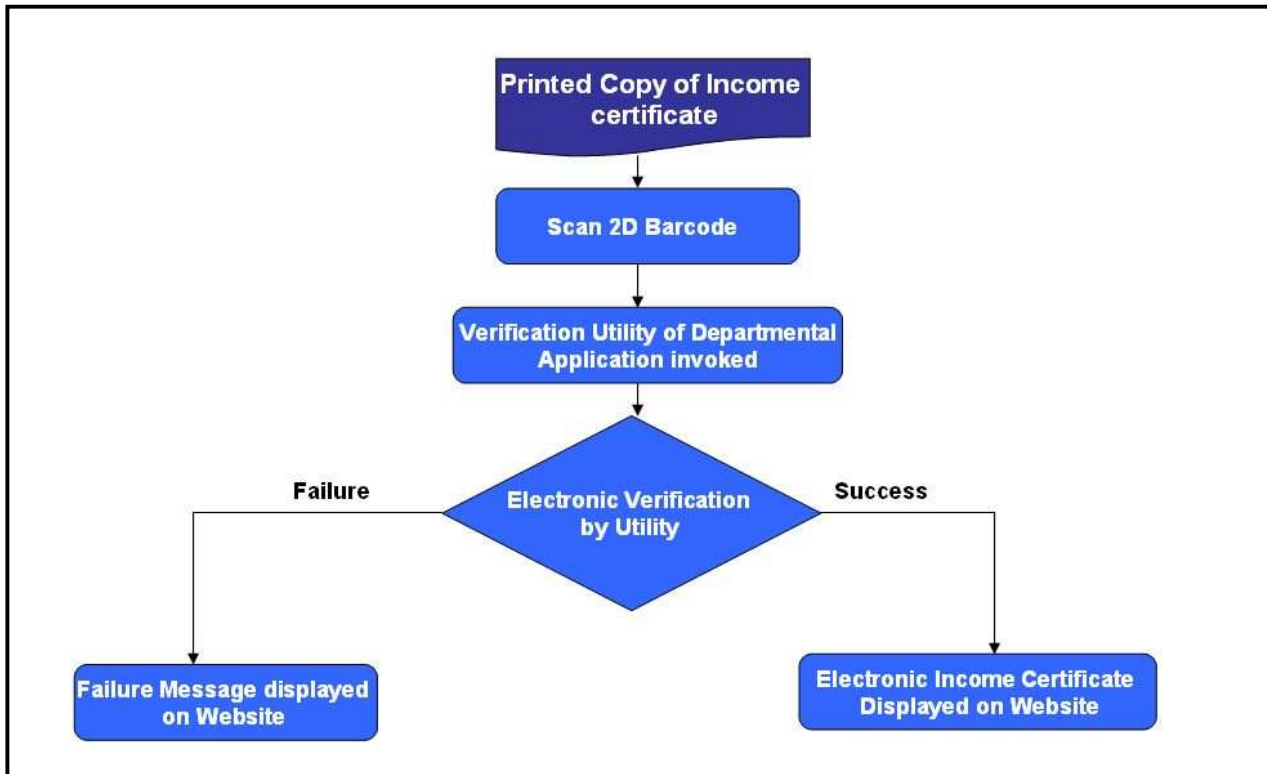 Printed Copy of Income
certificate
Scan 2D Barcode
Verification Utility of Departmental
Application invoked
Electronic Verification
by Utility
Failure
Success
Failure Message displayed
on Website
Electronic Income Certificate
Displayed on Website